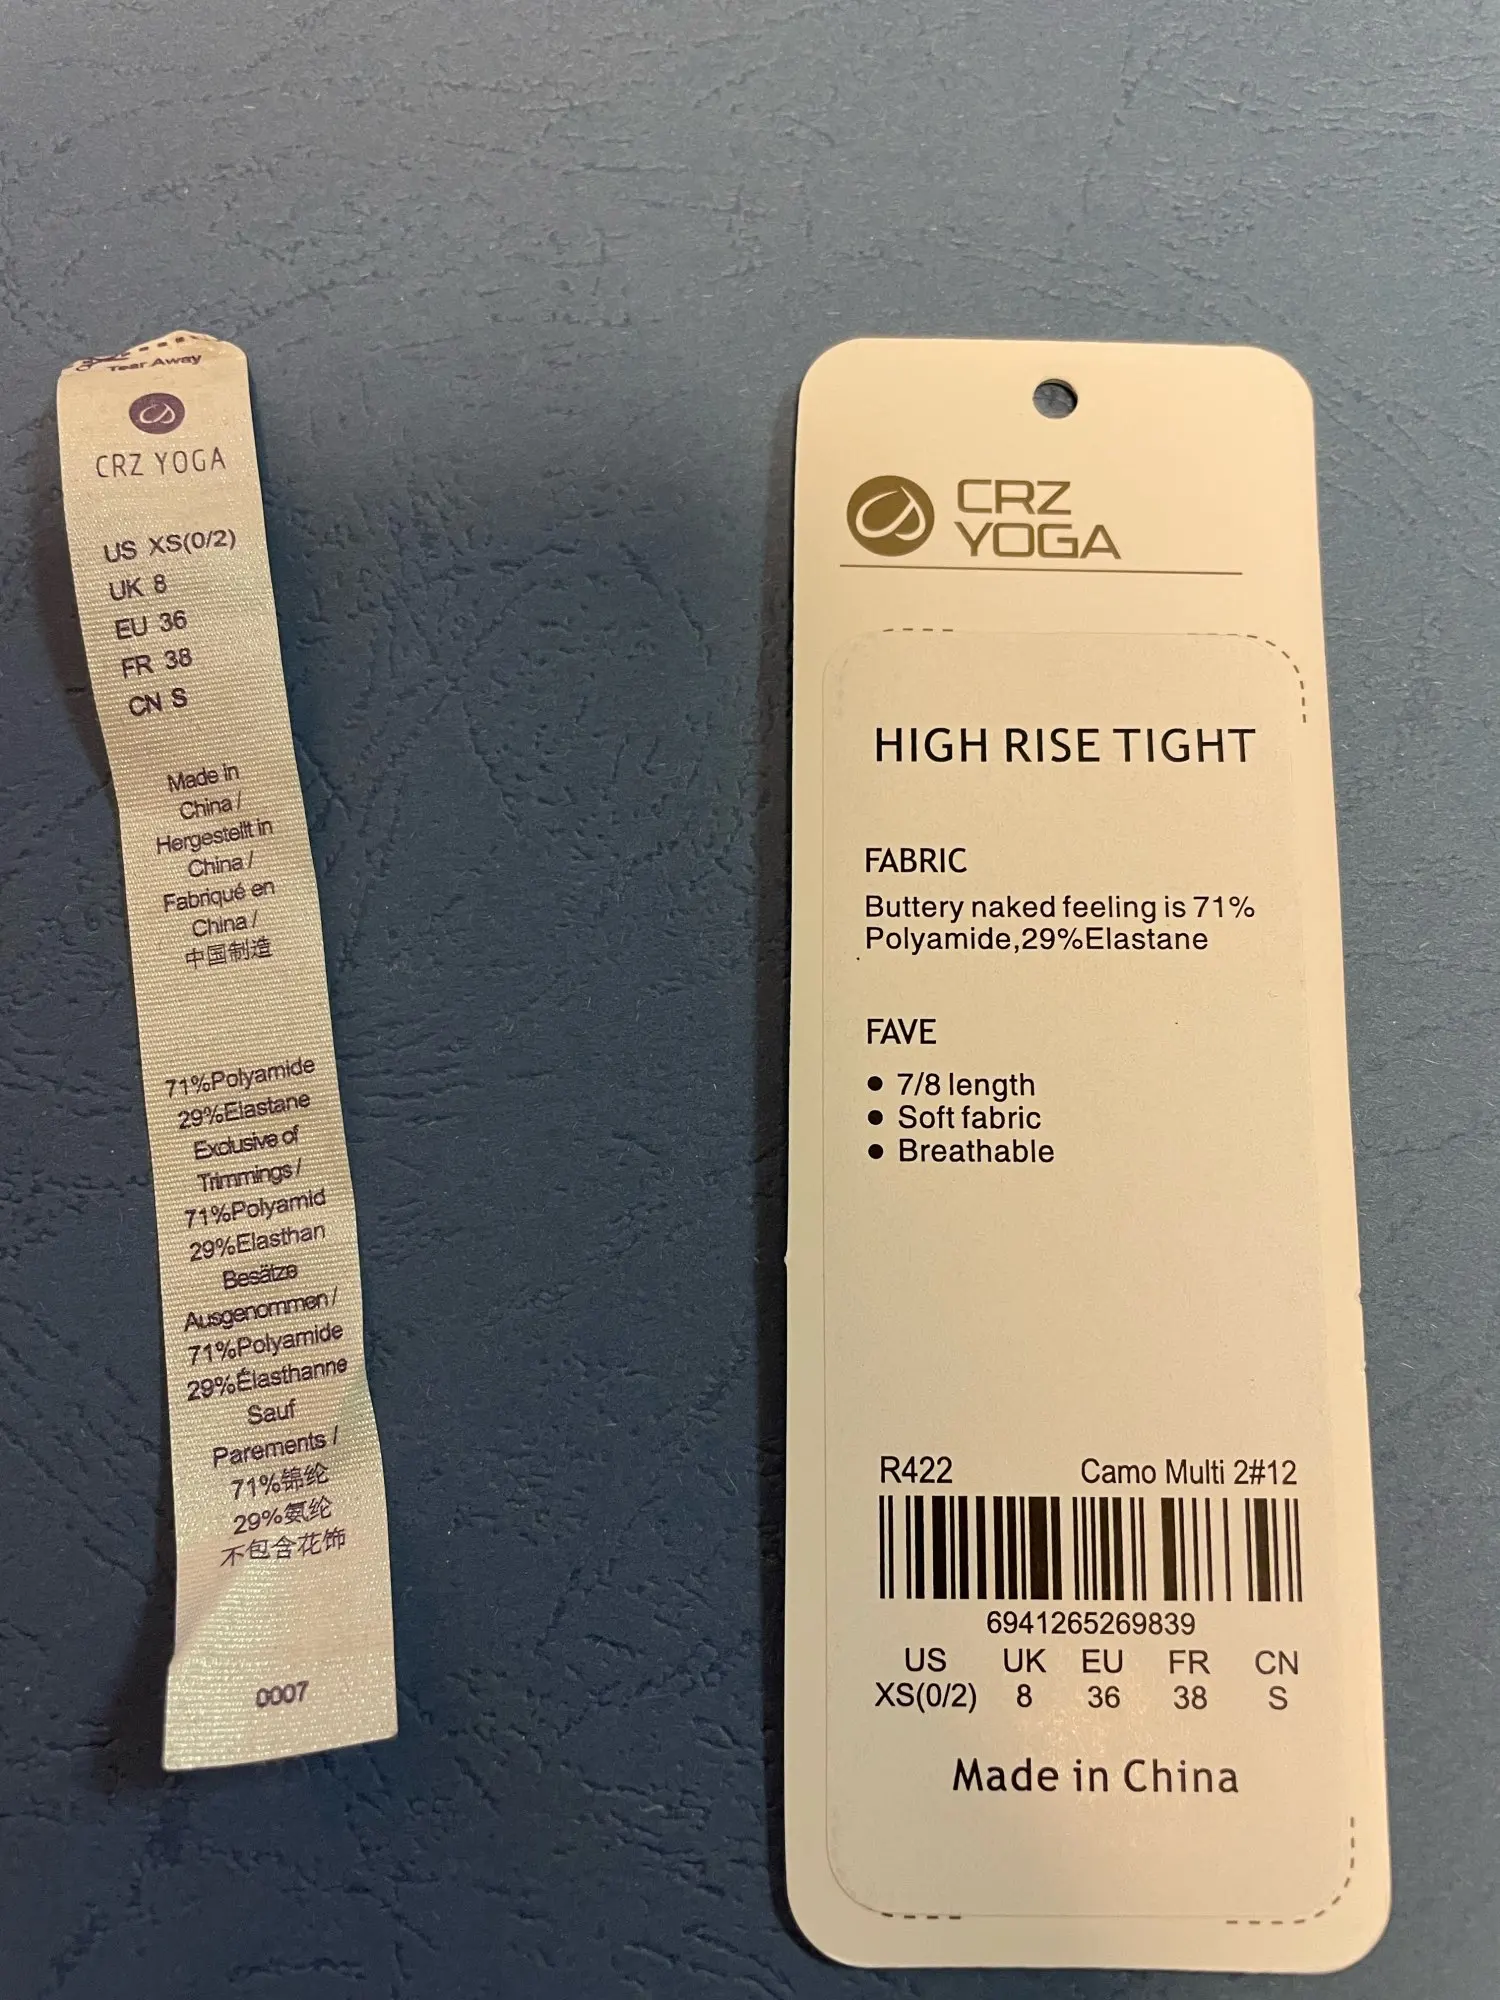 Tear Away
CRZ YOGA
US XS(0/2)
UK 8
EU 36
FR 38
CN S
Made in
China /
Hergestellt in
China /
Fabriqué en
China /
中国制造
71%Polyamide
29%Elastane
Exclusive of
Trimmings /
71%Polyamid
29%Elasthan
Besätze
Ausgenommen /
71%Polyamide
29%Élasthanne
Sauf
Parements /
71%锦纶
29%氨纶
不包含花饰
0007
CRZ
YOGA
HIGH RISE TIGHT
FABRIC
Buttery naked feeling is 71%
Polyamide,29%Elastane
FAVE
● 7/8 length
● Soft fabric
● Breathable
R422 Camo Multi 2#12
6941265269839
US UK EU FR CN
XS(0/2) 8 36 38 S
Made in China